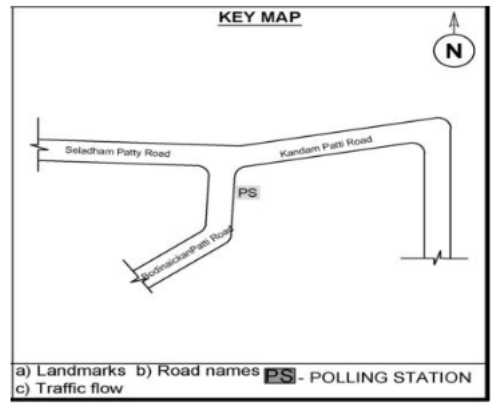 KEY MAP
N
Seladham Patty Road
Kandam Patti Road
PS
BodinaickanPatti Road
a) Landmarks b) Road names PS - POLLING STATION
c) Traffic flow